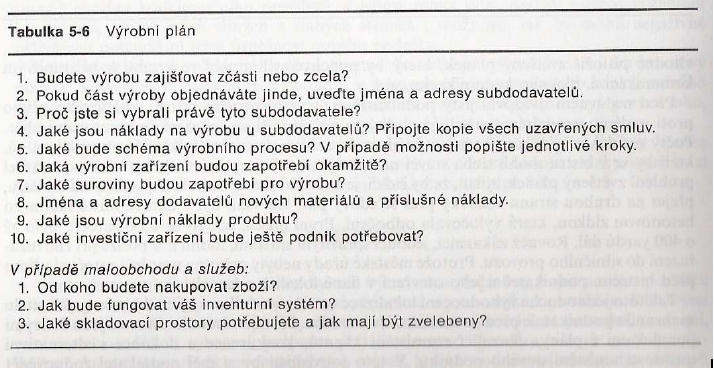 Tabulka 5-6 Výrobní plán
1. Budete výrobu zajišťovat zčásti nebo zcela?
2. Pokud část výroby objednáváte jinde, uveďte jména a adresy subdodavatelů.
3. Proč jste si vybrali právě tyto subdodavatele?
4. Jaké jsou náklady na výrobu u subdodavatelů? Připojte kopie všech uzavřených smluv.
5. Jaké bude schéma výrobního procesu? V případě možnosti popište jednotlivé kroky.
6. Jaká výrobní zařízení budou zapotřebí okamžitě?
7. Jaké suroviny budou zapotřebí pro výrobu?
8. Jména a adresy dodavatelů nových materiálů a příslušné náklady.
9. Jaké jsou výrobní náklady produktu?
10. Jaké investiční zařízení bude ještě podnik potřebovat?
V případě maloobchodu a služeb:
1. Od koho budete nakupovat zboží?
2. Jak bude fungovat váš inventurní systém?
3. Jaké skladovací prostory potřebujete a jak mají být zvelebeny?